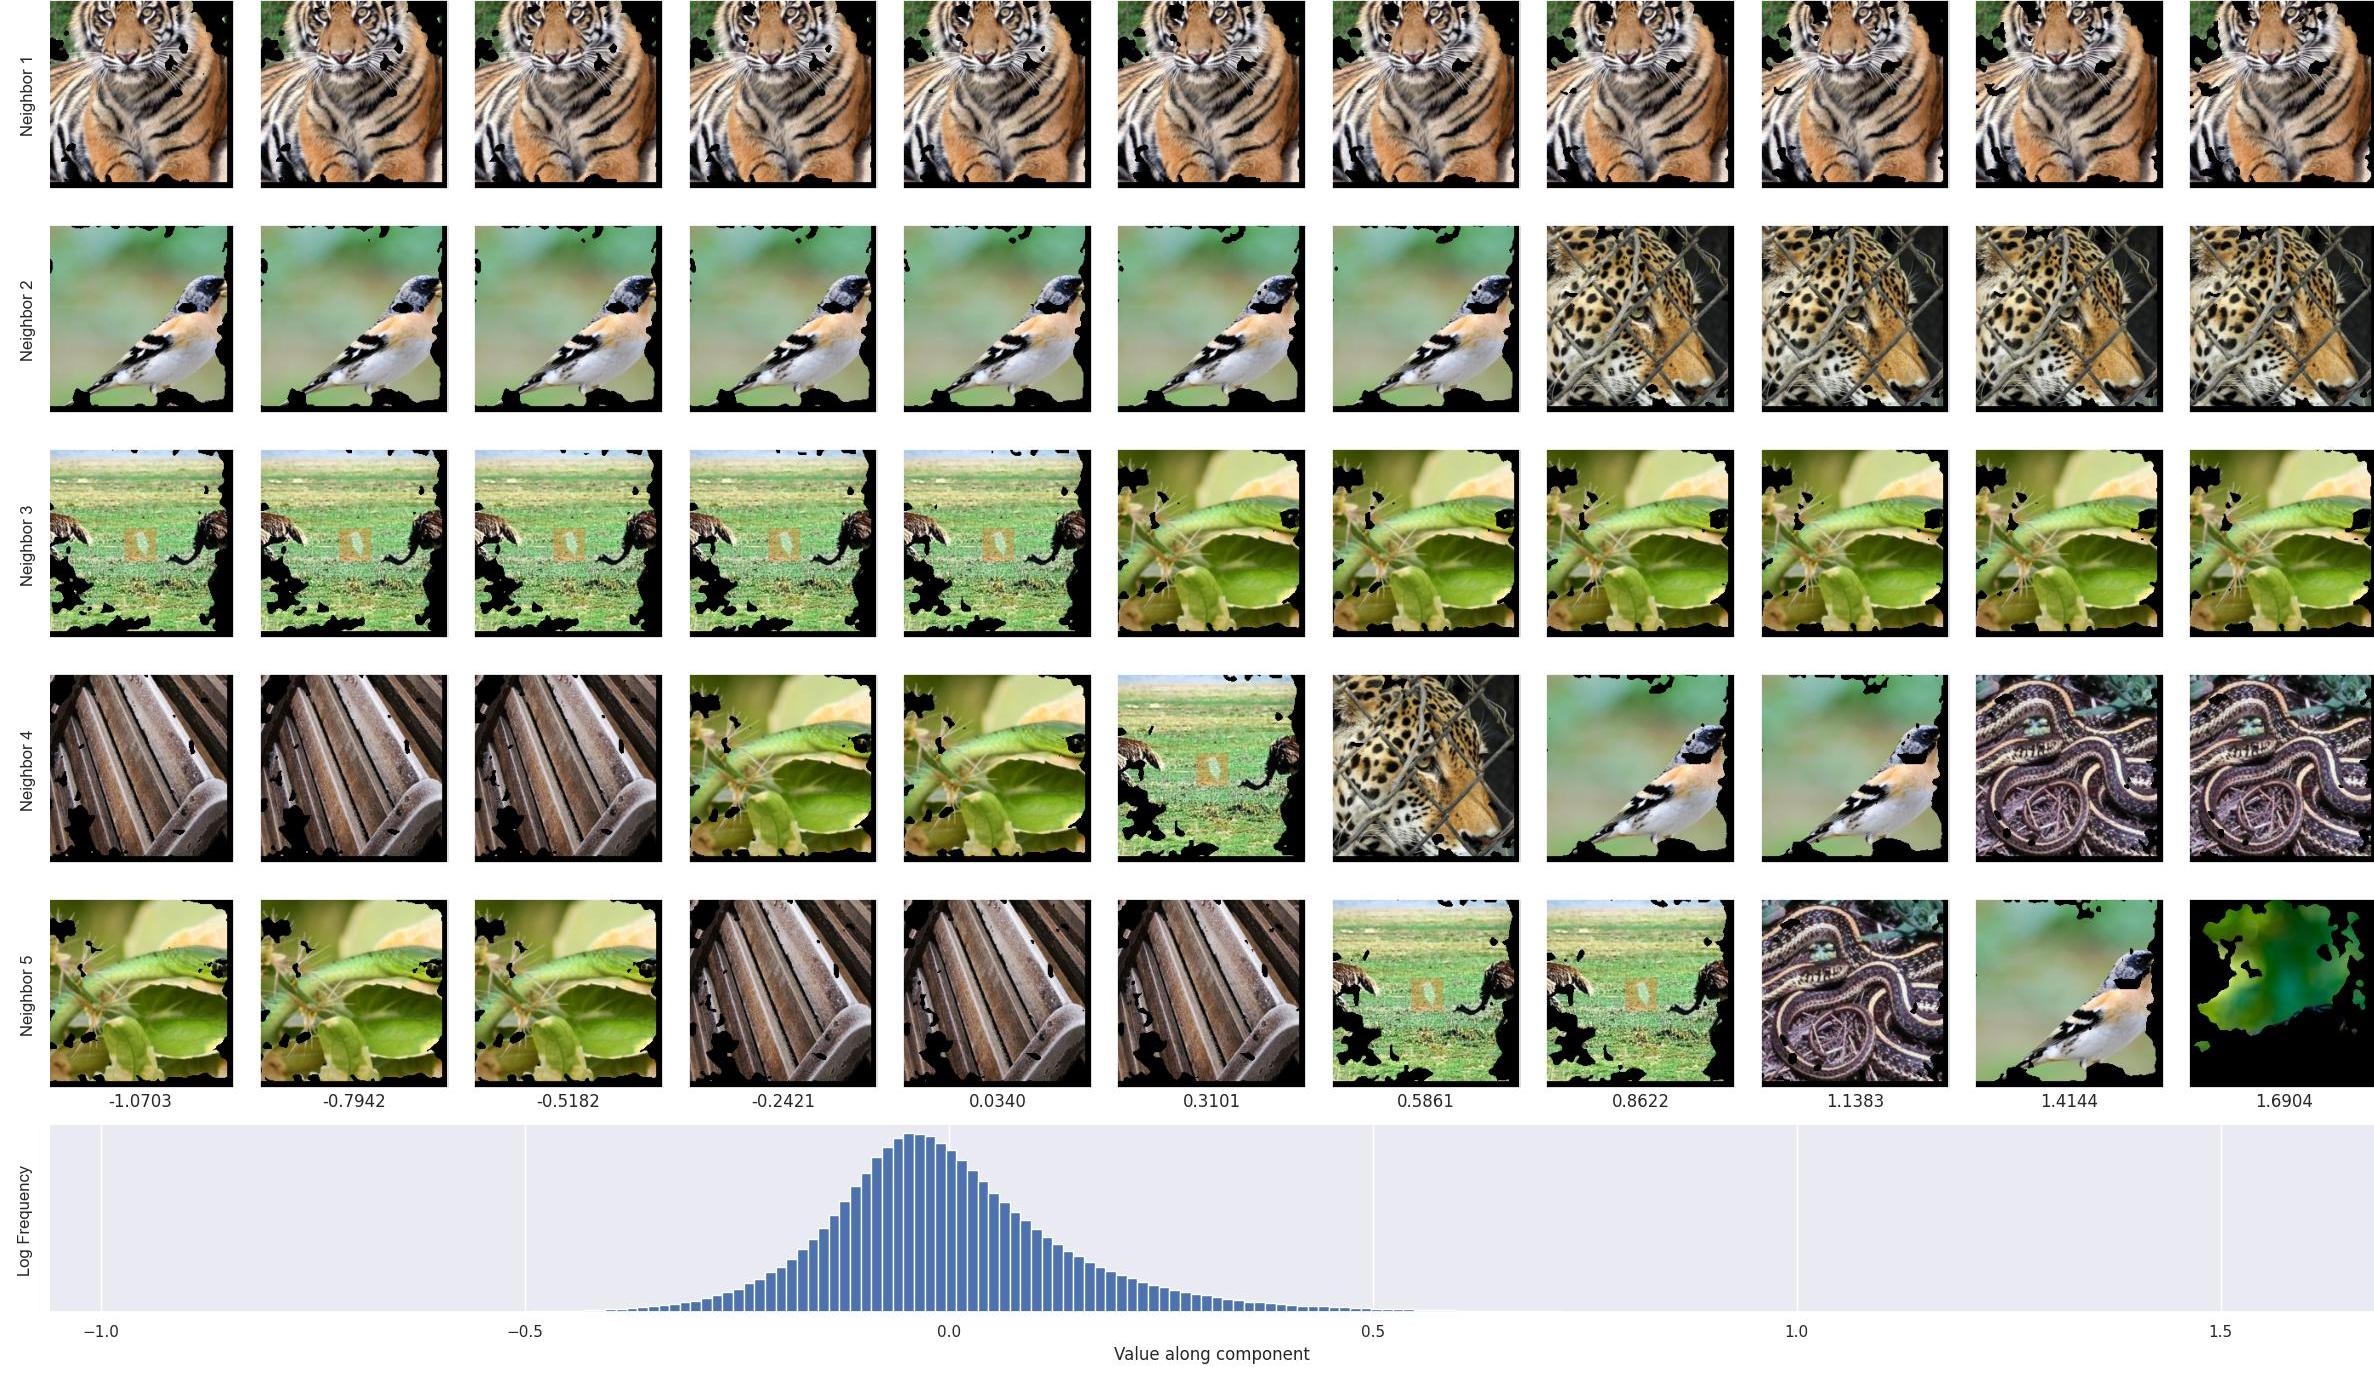 Neighbor 1
Neighbor 2
Neighbor 3
Neighbor 4
Neighbor 5
-1.0703 -0.7942 -0.5182 -0.2421 0.0340 0.3101 0.5861 0.8622 1.1383 1.4144 1.6904
Log Frequency
−1.0 −0.5 0.0 0.5 1.0 1.5
Value along component